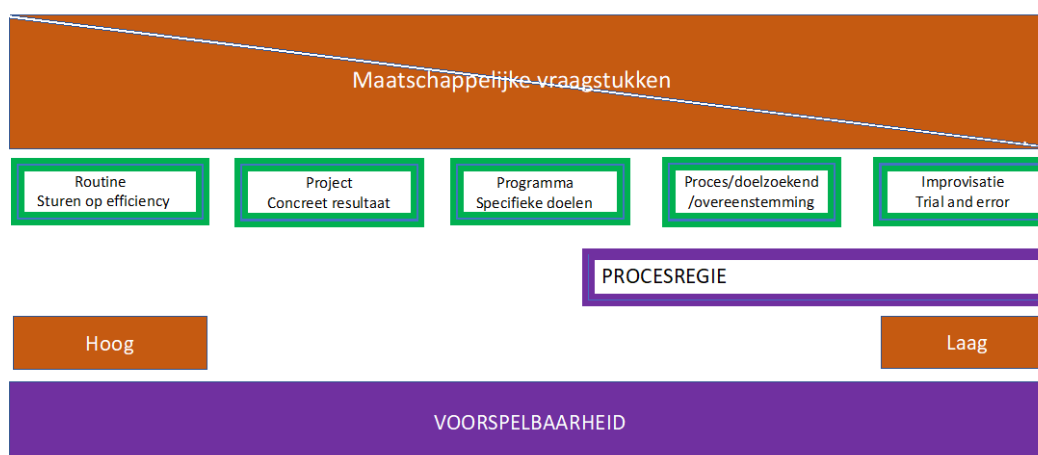 Maatschappelijke vraagstukken
Routine
Sturen op efficiency
Project
Concreet resultaat
Programma
Specifieke doelen
Proces/doelzoekend
/overeenstemming
Improvisatie
Trial and error
PROCESREGIE
Hoog
Laag
VOORSPELBAARHEID